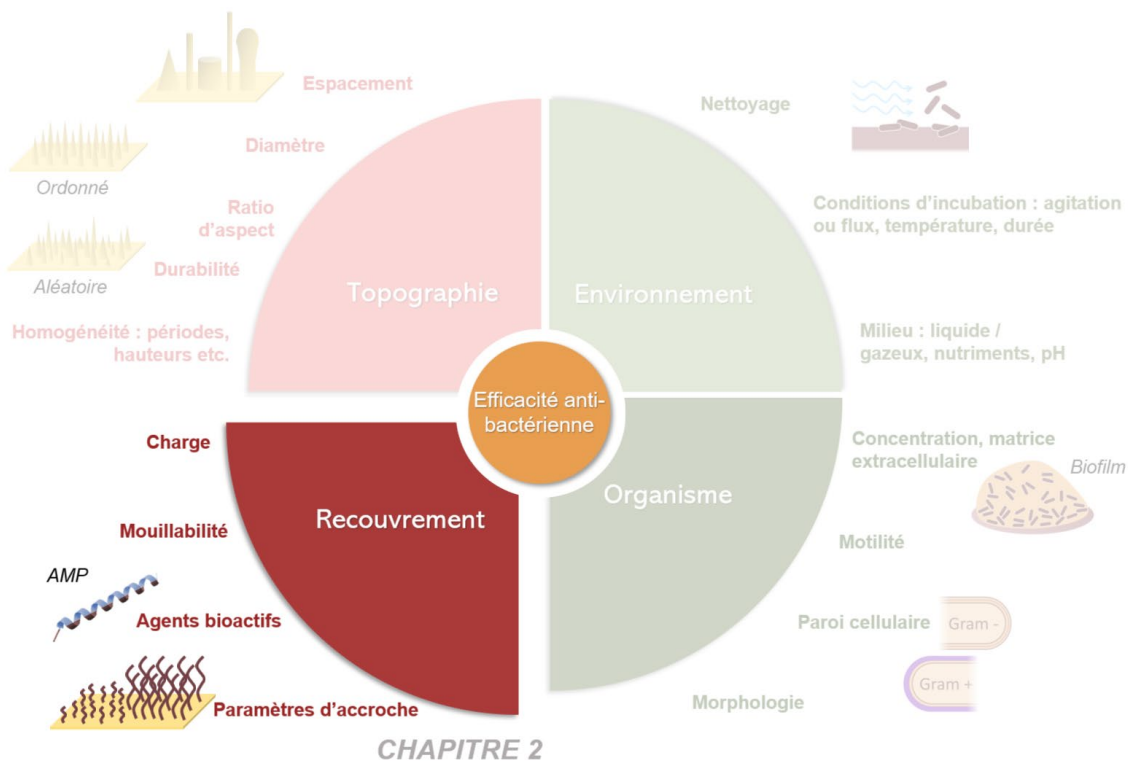 Espacement
Diamètre
Ordonné
Ratio
d'aspect
Durabilité
Aléatoire
Homogénéité : périodes,
hauteurs etc.
Topographie
Nettoyage
Conditions d'incubation : agitation
ou flux, température, durée
Environnement
Milieu : liquide /
gazeux, nutriments, pH
Efficacité anti-
bactérienne
Charge
Recouvrement
Mouillabilité
AMP
Agents bioactifs
Paramètres d'accroche
Concentration, matrice
extracellulaire
Biofilm
Organisme
Motilité
Paroi cellulaire
Gram -
Gram +
Morphologie
CHAPITRE 2